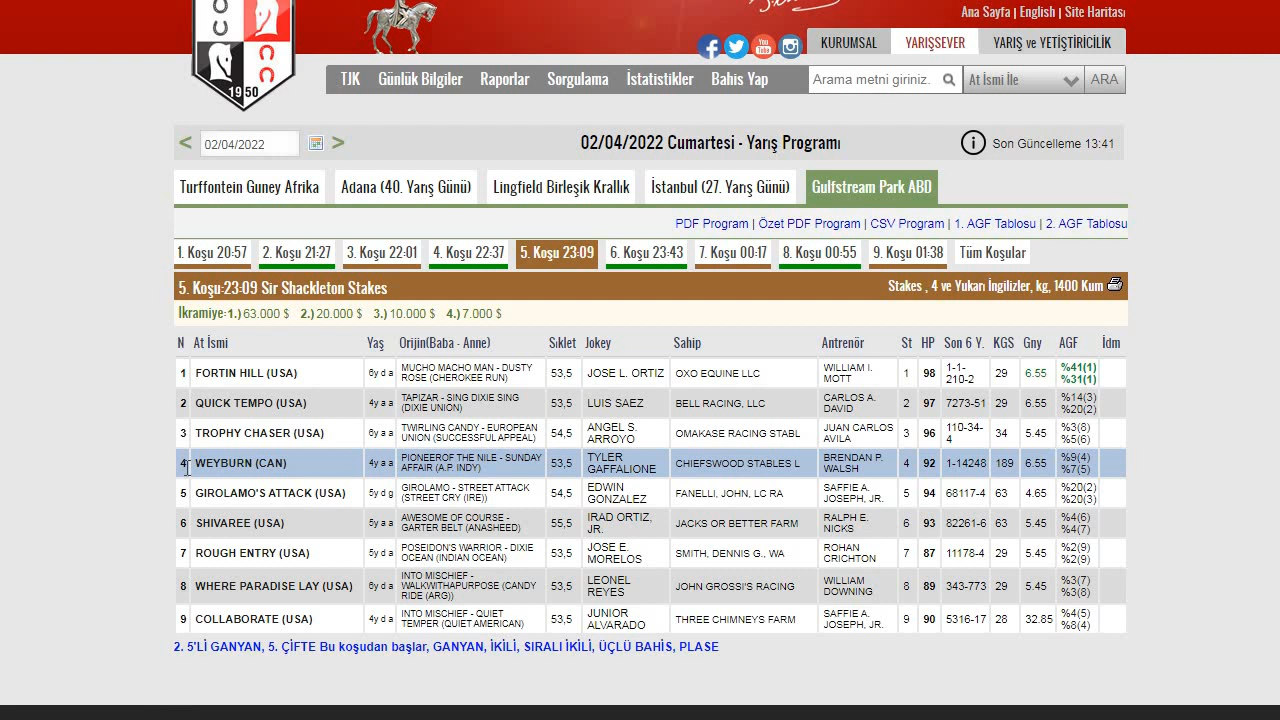 Ana Sayfa | English | Site Haritası
KURUMSAL YARIŞSEVER YARIŞ ve YETİŞTİRİCİLİK
TJK Günlük Bilgiler Raporlar Sorgulama İstatistikler Bahis Yap Arama metni giriniz. At İsmi İle ARA
1950
< 02/04/2022 > 02/04/2022 Cumartesi - Yarış Programı Son Güncelleme 13:41
Turffontein Guney Afrika Adana (40. Yarış Günü) Lingfield Birleşik Krallık İstanbul (27. Yarış Günü) Gulfstream Park ABD
PDF Program | Özet PDF Program | CSV Program | 1. AGF Tablosu | 2. AGF Tablosu
1. Koşu 20:57 2. Koşu 21:27 3. Koşu 22:01 4. Koşu 22:37 5. Koşu 23:09 6. Koşu 23:43 7. Koşu 00:17 8. Koşu 00:55 9. Koşu 01:38 Tüm Koşular
5. Koşu:23:09 Sir Shackleton Stakes Stakes , 4 ve Yukarı İngilizler, kg, 1400 Kum
Ikramiye:1.) 63.000 $ 2.) 20.000 $ 3.) 10.000 $ 4.) 7.000 $
N At İsmi Yaş Orijin(Baba - Anne) Sıklet Jokey Sahip Antrenör St HP Son 6 Y. KGS Gny AGF İdm
1 FORTIN HILL (USA) 6y d a MUCHO MACHO MAN - DUSTY ROSE (CHEROKEE RUN) 53,5 JOSE L. ORTIZ OXO EQUINE LLC WILLIAM I. MOTT 1 98 1-1-210-2 29 6.55 %41(1) %31(1)
2 QUICK TEMPO (USA) 4y a a TAPIZAR - SING DIXIE SING (DIXIE UNION) 53,5 LUIS SAEZ BELL RACING, LLC CARLOS A. DAVID 2 97 7273-51 29 6.55 %14(3) %20(2)
3 TROPHY CHASER (USA) 6y a a TWIRLING CANDY - EUROPEAN UNION (SUCCESSFUL APPEAL) 54,5 ANGEL S. ARROYO OMAKASE RACING STABL JUAN CARLOS AVILA 3 96 110-34-4 34 5.45 %3(8) %5(6)
4 WEYBURN (CAN) 4y a a PIONEEROF THE NILE - SUNDAY AFFAIR (A.P. INDY) 53,5 TYLER GAFFALIONE CHIEFSWOOD STABLES L BRENDAN P. WALSH 4 92 1-14248 189 6.55 %9(4) %7(5)
5 GIROLAMO'S ATTACK (USA) 5y d g GIROLAMO - STREET ATTACK (STREET CRY (IRE)) 54,5 EDWIN GONZALEZ FANELLI, JOHN, LC RA SAFFIE A. JOSEPH, JR. 5 94 68117-4 63 4.65 %20(2) %20(3)
6 SHIVAREE (USA) 5y a a AWESOME OF COURSE - GARTER BELT (ANASHEED) 55,5 IRAD ORTIZ, JR. JACKS OR BETTER FARM RALPH E. NICKS 6 93 82261-6 63 5.45 %4(6) %4(7)
7 ROUGH ENTRY (USA) 5y d a POSEIDON'S WARRIOR - DIXIE OCEAN (INDIAN OCEAN) 53,5 JOSE E. MORELOS SMITH, DENNIS G., WA ROHAN CRICHTON 7 87 11178-4 29 5.45 %2(9) %2(9)
8 WHERE PARADISE LAY (USA) 6y d a INTO MISCHIEF - WALKWITHAPURPOSE (CANDY RIDE (ARG)) 53,5 LEONEL REYES JOHN GROSSI'S RACING WILLIAM DOWNING 8 89 343-773 29 5.45 %3(7) %3(8)
9 COLLABORATE (USA) 4y d a INTO MISCHIEF - QUIET TEMPER (QUIET AMERICAN) 53,5 JUNIOR ALVARADO THREE CHIMNEY'S FARM SAFFIE A. JOSEPH, JR. 9 90 5316-17 28 32.85 %4(5) %8(4)
2. 5'Lİ GANYAN, 5. ÇİFTE Bu koşudan başlar, GANYAN, İKİLİ, SIRALI İKİLİ, ÜÇLÜ BAHİS, PLASE